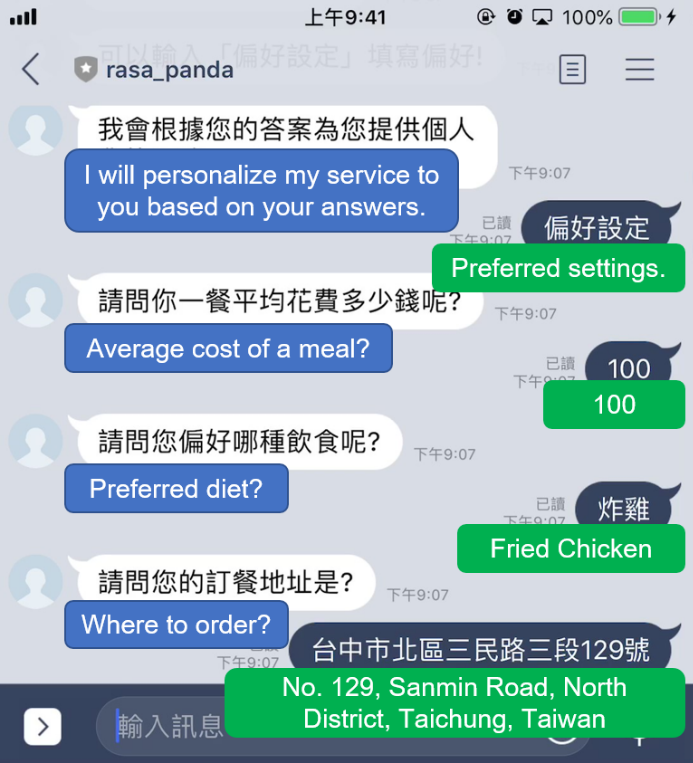 上午9:41
100%
可以輸入「偏好設定」填寫偏好!
rasa_panda
我會根據您的答案為您提供個人
下午9:07
I will personalize my service to
you based on your answers.
已讀
下午9:07
偏好設定
Preferred settings.
請問你一餐平均花費多少錢呢?
下午9:07
Average cost of a meal?
已讀
下午9:07
100
100
請問您偏好哪種飲食呢?
下午9:07
Preferred diet?
已讀
下午9:07
炸雞
Fried Chicken
請問您的訂餐地址是?
下午9:07
Where to order?
下午9:07
台中市北區三民路三段129號
No. 129, Sanmin Road, North
District, Taichung, Taiwan
輸入訊息